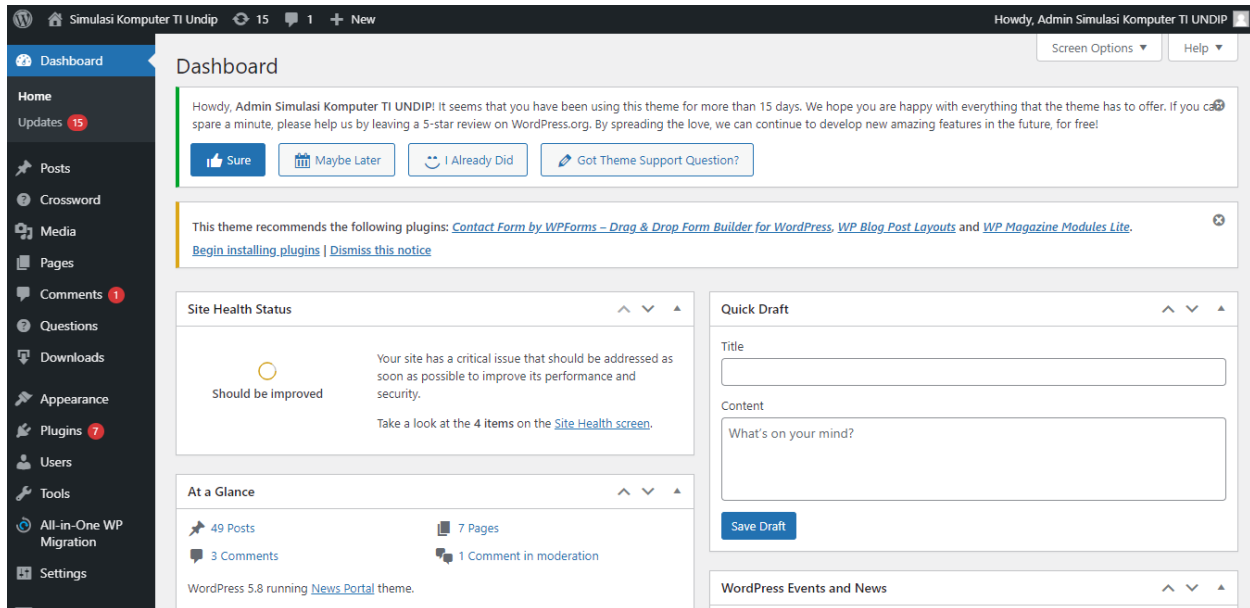 Simulasi Komputer TI Undip 15 1 New Howdy, Admin Simulasi Komputer TI UNDIP
Screen Options Help
Dashboard
Home
Updates 15
Posts
Crossword
Media
Pages
Comments 1
Questions
Downloads
Appearance
Plugins 7
Users
Tools
All-in-One WP
Migration
Settings
Dashboard
Howdy, Admin Simulasi Komputer TI UNDIP! It seems that you have been using this theme for more than 15 days. We hope you are happy with everything that the theme has to offer. If you can
spare a minute, please help us by leaving a 5-star review on WordPress.org. By spreading the love, we can continue to develop new amazing features in the future, for free!
Sure Maybe Later I Already Did Got Theme Support Question?
This theme recommends the following plugins: Contact Form by WPForms – Drag & Drop Form Builder for WordPress, WP Blog Post Layouts and WP Magazine Modules Lite.
Begin installing plugins | Dismiss this notice
Site Health Status
Should be improved
Your site has a critical issue that should be addressed as
soon as possible to improve its performance and
security.
Take a look at the 4 items on the Site Health screen.
At a Glance
49 Posts 7 Pages
3 Comments 1 Comment in moderation
WordPress 5.8 running News Portal theme.
Quick Draft
Title
Content
What's on your mind?
Save Draft
WordPress Events and News